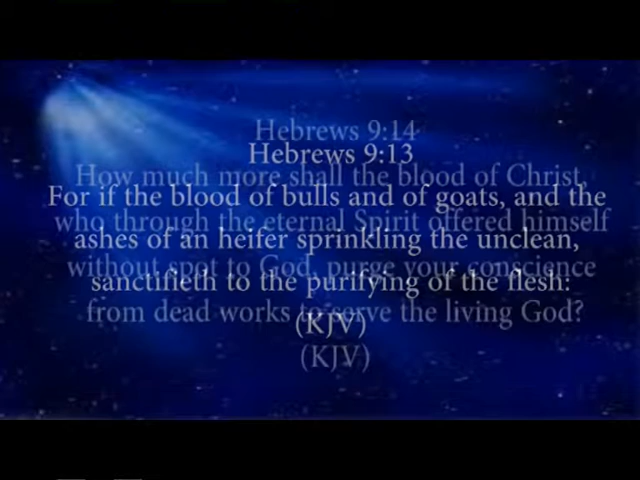 Hebrews 9:14
Hebrews 9:13
How much more shall the blood of Christ,
For if the blood of bulls and of goats, and the
who through the eternal Spirit offered himself
ashes of an heifer sprinkling the unclean,
without spot to God, purge your conscience
sanctifieth to the purifying of the flesh:
from dead works to serve the living God?
(KJV)
(KJV)